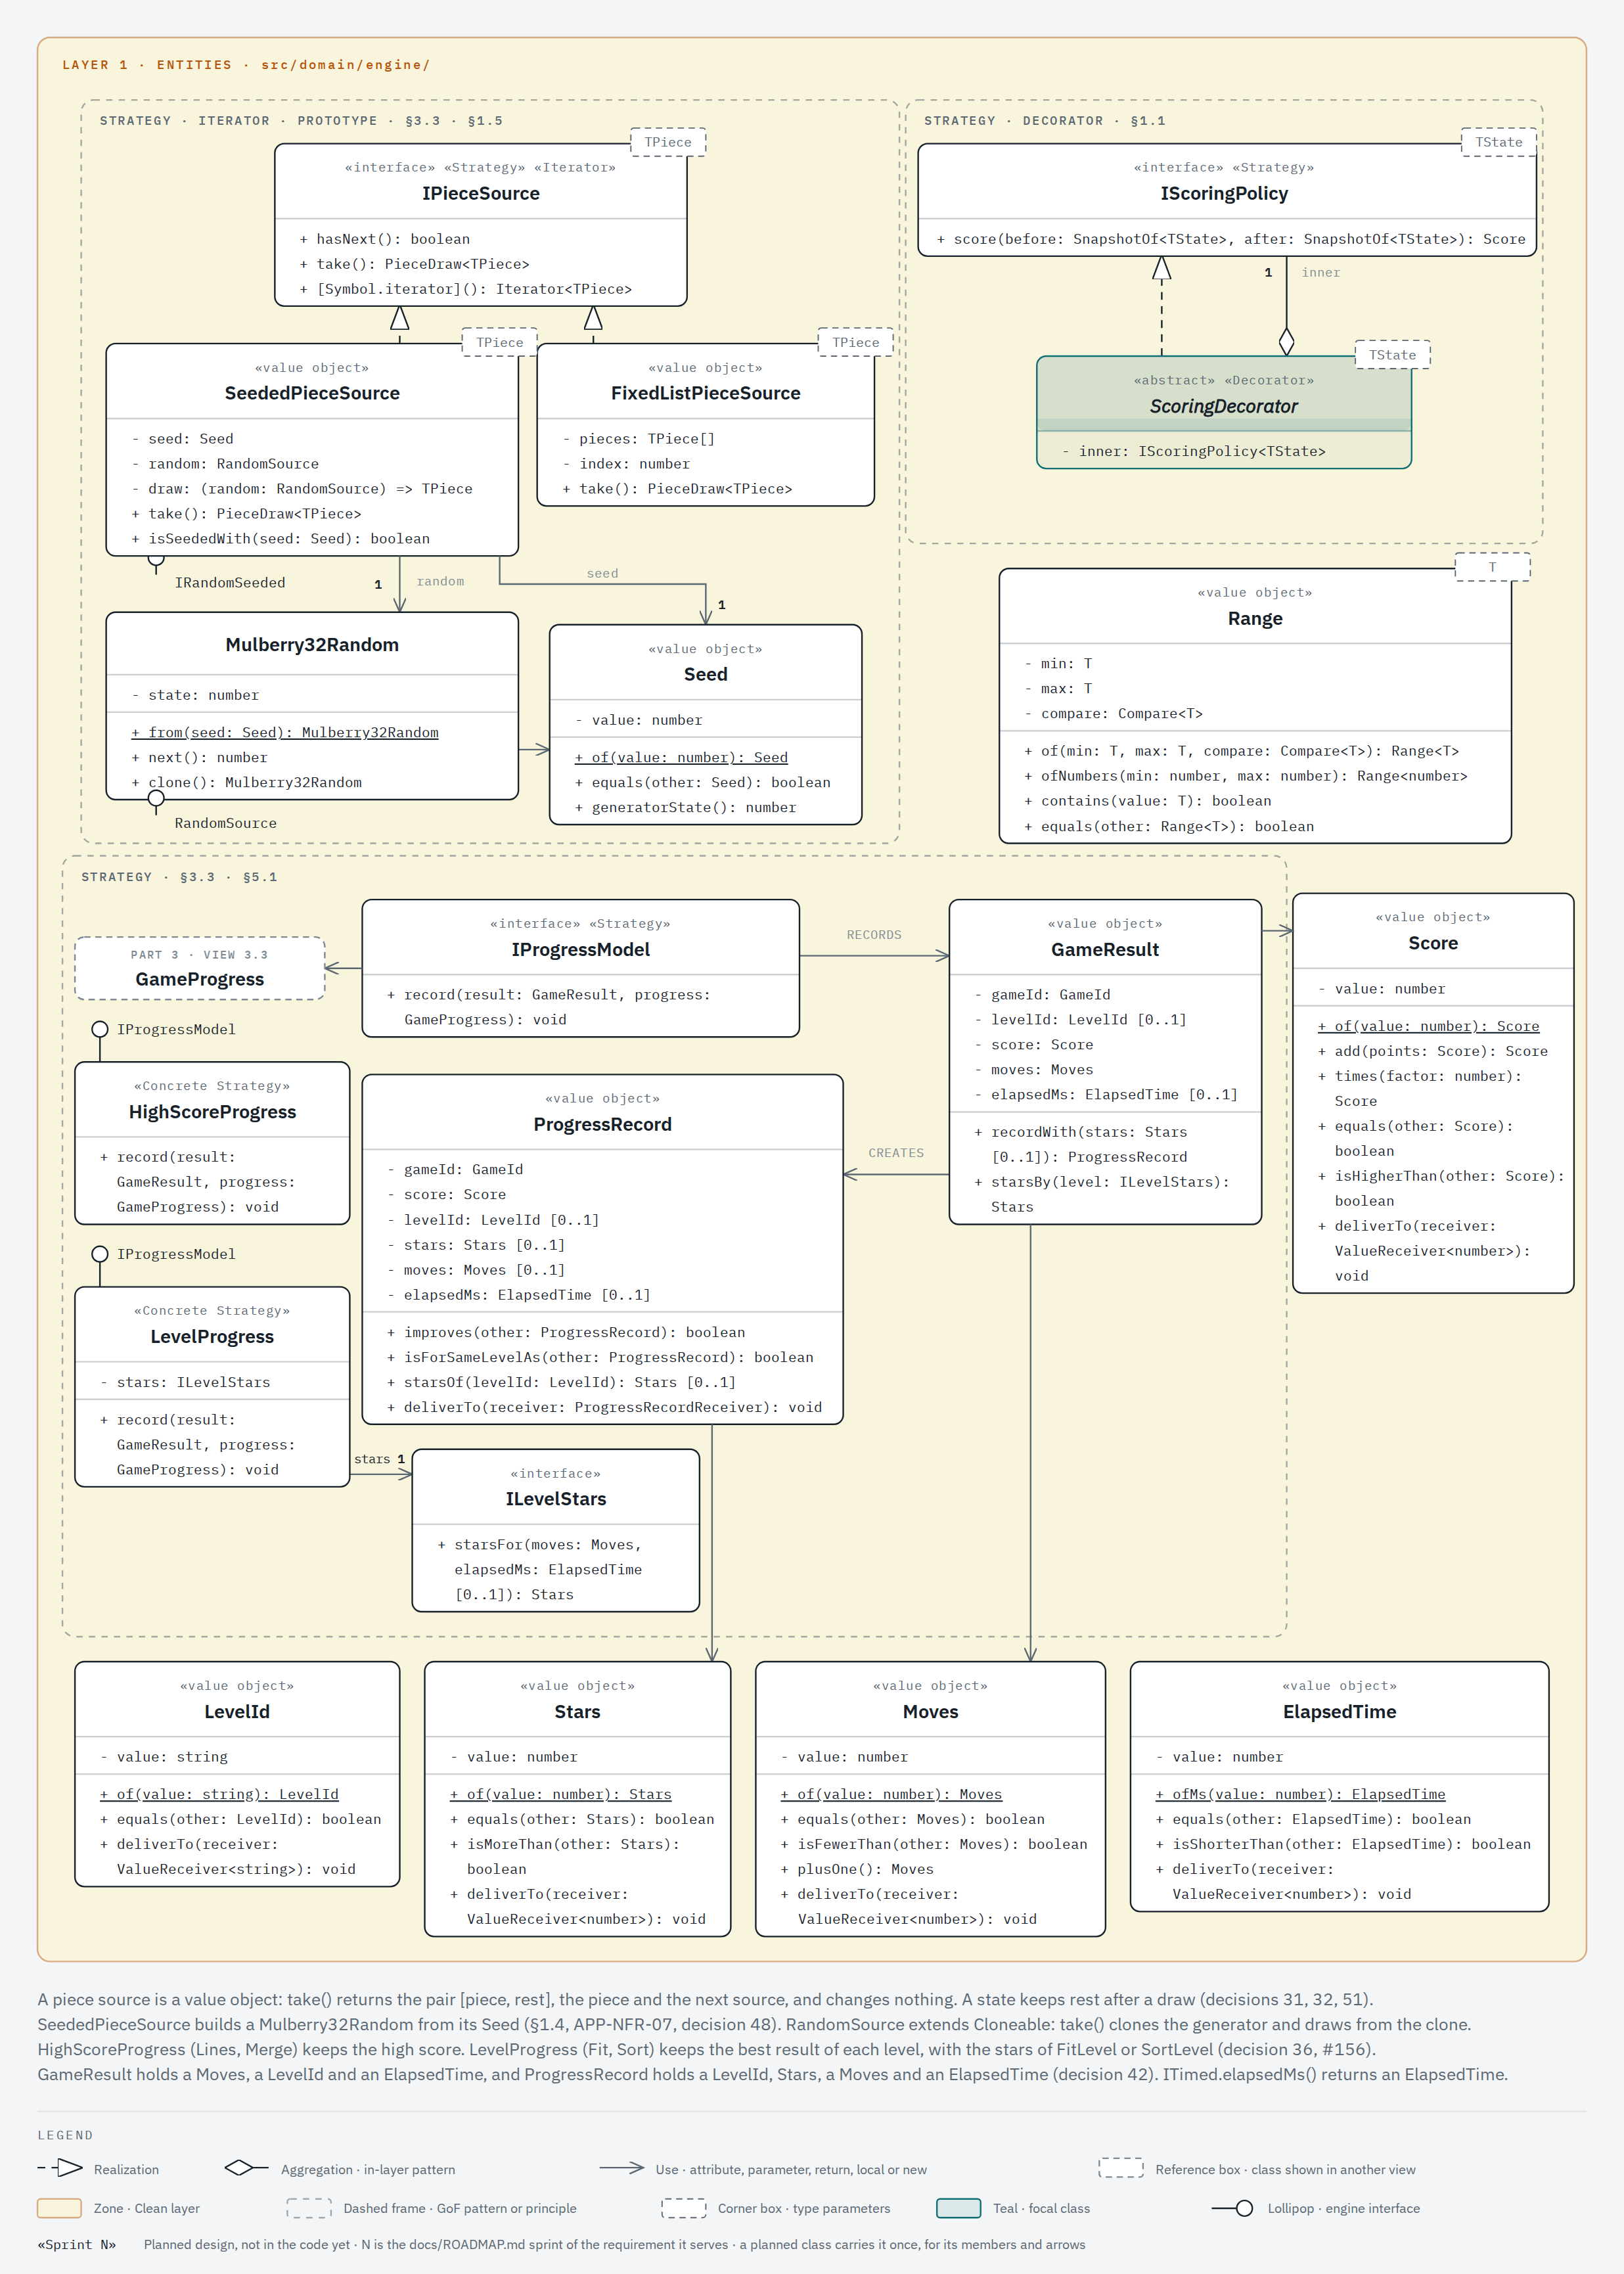 LAYER 1 · ENTITIES · src/domain/engine/
STRATEGY · ITERATOR · PROTOTYPE · §3.3 · §1.5
TPiece
«interface» «Strategy» «Iterator»
IPieceSource
+ hasNext(): boolean
+ take(): PieceDraw<TPiece>
+ [Symbol.iterator](): Iterator<TPiece>
STRATEGY · DECORATOR · §1.1
TState
«interface» «Strategy»
IScoringPolicy
+ score(before: SnapshotOf<TState>, after: SnapshotOf<TState>): Score
1
inner
TPiece
«value object»
SeededPieceSource
- seed: Seed
- random: RandomSource
- draw: (random: RandomSource) => TPiece
+ take(): PieceDraw<TPiece>
+ isSeededWith(seed: Seed): boolean
TPiece
«value object»
FixedListPieceSource
- pieces: TPiece[]
- index: number
+ take(): PieceDraw<TPiece>
TState
«abstract» «Decorator»
ScoringDecorator
- inner: IScoringPolicy<TState>
IRandomSeeded
1
random
seed
1
T
«value object»
Range
- min: T
- max: T
- compare: Compare<T>
+ of(min: T, max: T, compare: Compare<T>): Range<T>
+ ofNumbers(min: number, max: number): Range<number>
+ contains(value: T): boolean
+ equals(other: Range<T>): boolean
Mulberry32Random
- state: number
+ from(seed: Seed): Mulberry32Random
+ next(): number
+ clone(): Mulberry32Random
RandomSource
«value object»
Seed
- value: number
+ of(value: number): Seed
+ equals(other: Seed): boolean
+ generatorState(): number
STRATEGY · §3.3 · §5.1
PART 3 · VIEW 3.3
GameProgress
«interface» «Strategy»
IProgressModel
+ record(result: GameResult, progress:
GameProgress): void
RECORDS
«value object»
GameResult
- gameId: GameId
- levelId: LevelId [0..1]
- score: Score
- moves: Moves
- elapsedMs: ElapsedTime [0..1]
+ recordWith(stars: Stars
[0..1]): ProgressRecord
+ starsBy(level: ILevelStars):
Stars
«value object»
Score
- value: number
+ of(value: number): Score
+ add(points: Score): Score
+ times(factor: number):
Score
+ equals(other: Score):
boolean
+ isHigherThan(other: Score):
boolean
+ deliverTo(receiver:
ValueReceiver<number>):
void
IProgressModel
«Concrete Strategy»
HighScoreProgress
+ record(result:
GameResult, progress:
GameProgress): void
«value object»
ProgressRecord
- gameId: GameId
- score: Score
- levelId: LevelId [0..1]
- stars: Stars [0..1]
- moves: Moves [0..1]
- elapsedMs: ElapsedTime [0..1]
+ improves(other: ProgressRecord): boolean
+ isForSameLevelAs(other: ProgressRecord): boolean
+ starsOf(levelId: LevelId): Stars [0..1]
+ deliverTo(receiver: ProgressRecordReceiver): void
CREATES
IProgressModel
«Concrete Strategy»
LevelProgress
- stars: ILevelStars
+ record(result:
GameResult, progress:
GameProgress): void
stars 1
«interface»
ILevelStars
+ starsFor(moves: Moves,
elapsedMs: ElapsedTime
[0..1]): Stars
«value object»
LevelId
- value: string
+ of(value: string): LevelId
+ equals(other: LevelId): boolean
+ deliverTo(receiver:
ValueReceiver<string>): void
«value object»
Stars
- value: number
+ of(value: number): Stars
+ equals(other: Stars): boolean
+ isMoreThan(other: Stars):
boolean
+ deliverTo(receiver:
ValueReceiver<number>): void
«value object»
Moves
- value: number
+ of(value: number): Moves
+ equals(other: Moves): boolean
+ isFewerThan(other: Moves): boolean
+ plusOne(): Moves
+ deliverTo(receiver:
ValueReceiver<number>): void
«value object»
ElapsedTime
- value: number
+ ofMs(value: number): ElapsedTime
+ equals(other: ElapsedTime): boolean
+ isShorterThan(other: ElapsedTime): boolean
+ deliverTo(receiver:
ValueReceiver<number>): void
A piece source is a value object: take() returns the pair [piece, rest], the piece and the next source, and changes nothing. A state keeps rest after a draw (decisions 31, 32, 51).
SeededPieceSource builds a Mulberry32Random from its Seed (§1.4, APP-NFR-07, decision 48). RandomSource extends Cloneable: take() clones the generator and draws from the clone.
HighScoreProgress (Lines, Merge) keeps the high score. LevelProgress (Fit, Sort) keeps the best result of each level, with the stars of FitLevel or SortLevel (decision 36, #156).
GameResult holds a Moves, a LevelId and an ElapsedTime, and ProgressRecord holds a LevelId, Stars, a Moves and an ElapsedTime (decision 42). ITimed.elapsedMs() returns an ElapsedTime.
LEGEND
Realization
Aggregation · in-layer pattern
Use · attribute, parameter, return, local or new
Reference box · class shown in another view
Zone · Clean layer
Dashed frame · GoF pattern or principle
Corner box · type parameters
Teal · focal class
Lollipop · engine interface
«Sprint N» Planned design, not in the code yet · N is the docs/ROADMAP.md sprint of the requirement it serves · a planned class carries it once, for its members and arrows